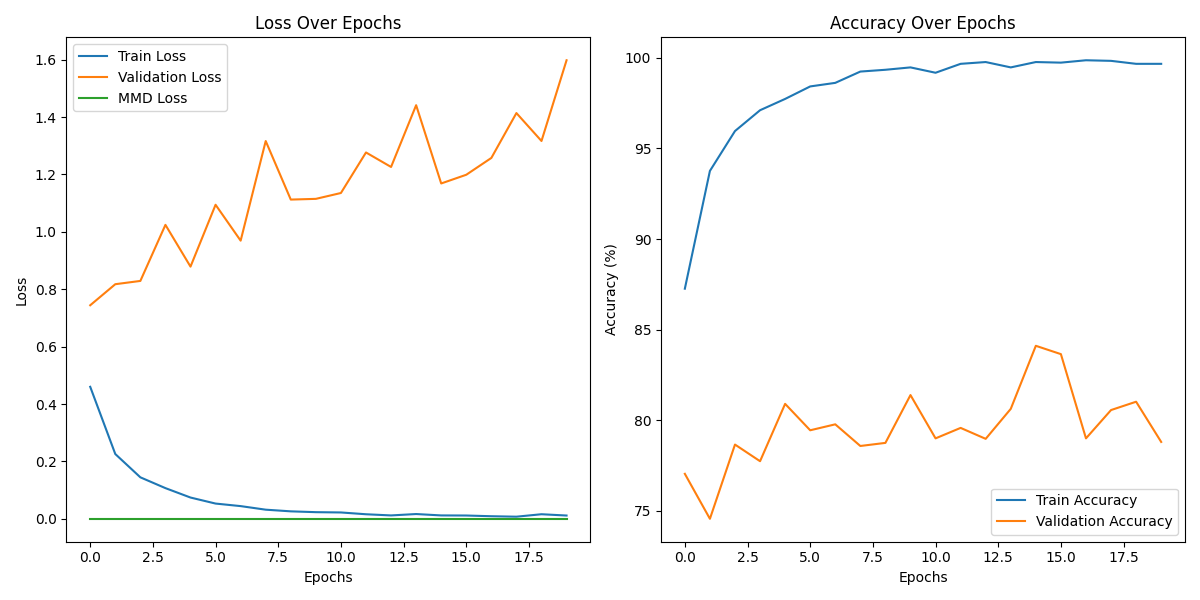 Loss Over Epochs
Train Loss
Validation Loss
MMD Loss
1.6
1.4
1.2
1.0
0.8
0.6
0.4
0.2
0.0
Loss
0.0 2.5 5.0 7.5 10.0 12.5 15.0 17.5
Epochs
Accuracy Over Epochs
100
95
90
85
80
75
Accuracy (%)
Train Accuracy
Validation Accuracy
0.0 2.5 5.0 7.5 10.0 12.5 15.0 17.5
Epochs